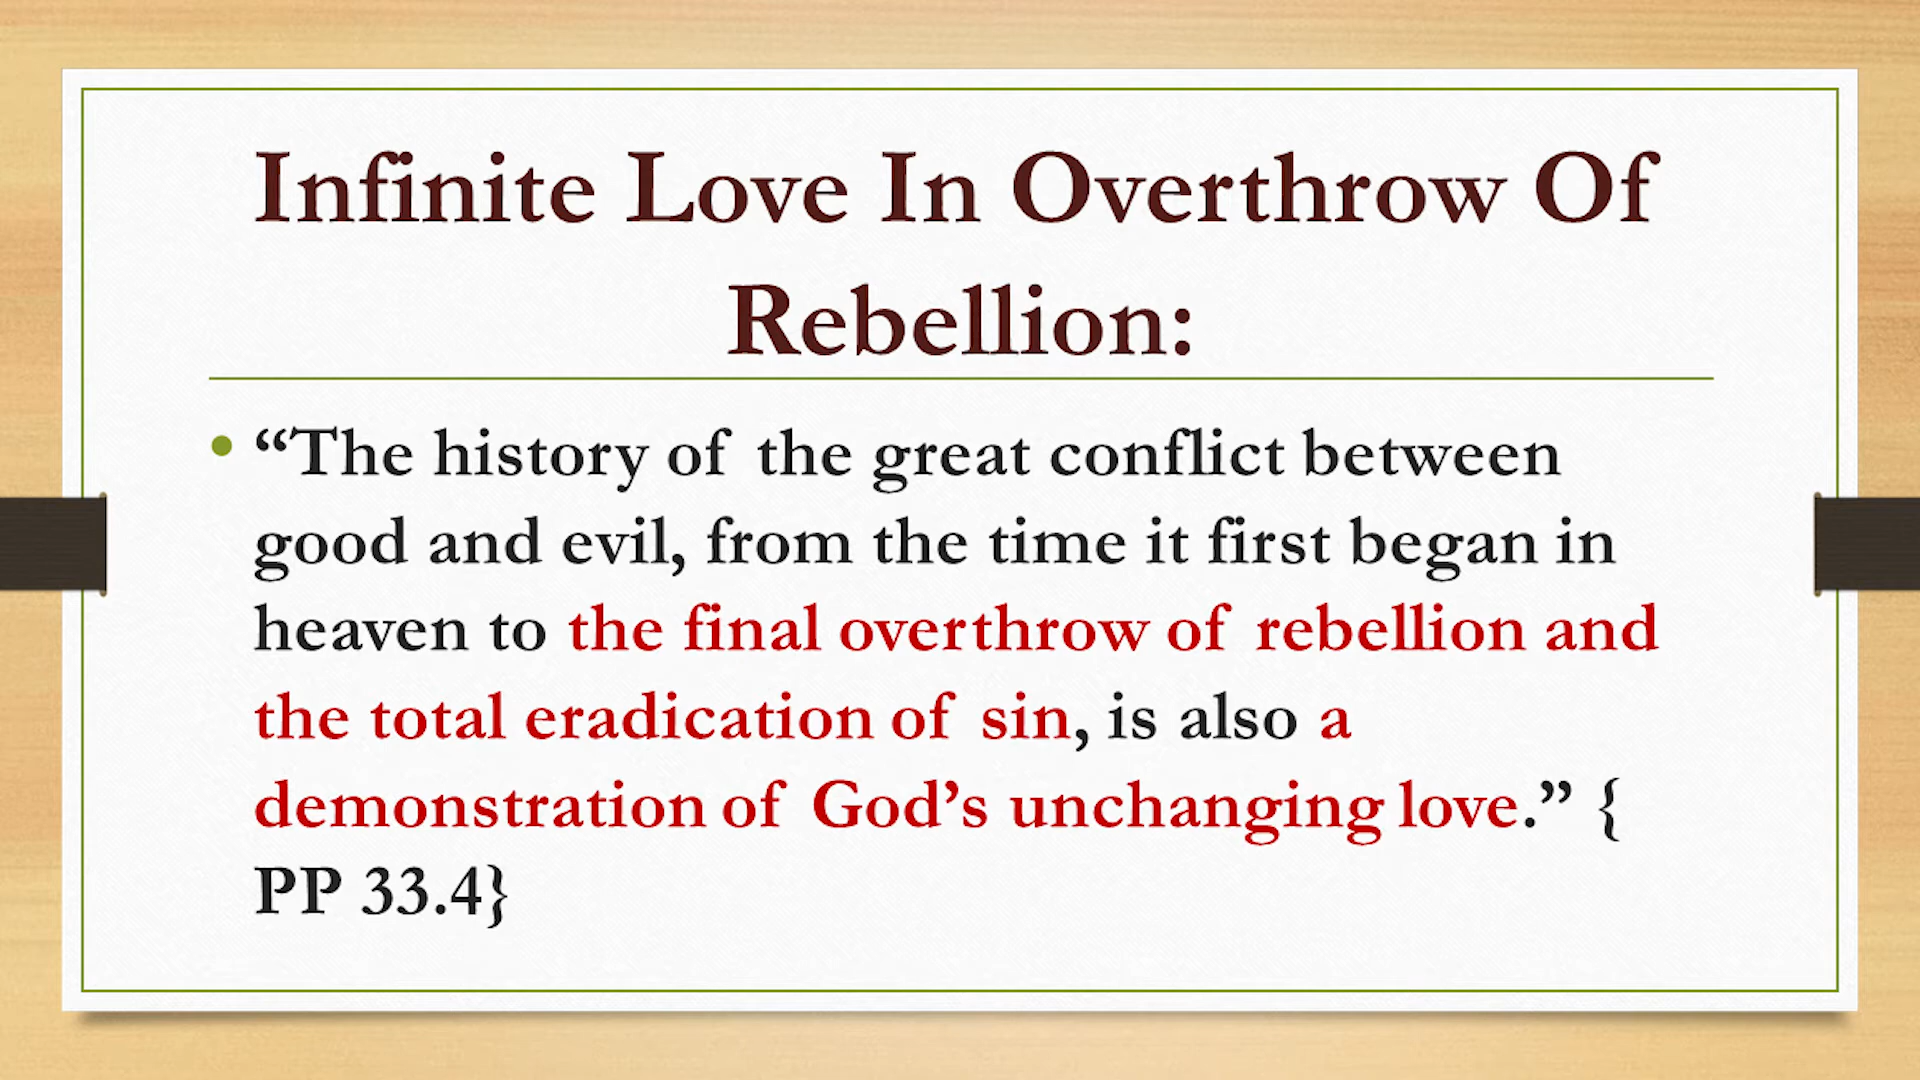 Infinite Love In Overthrow Of
Rebellion:
• “The history of the great conflict between
good and evil, from the time it first began in
heaven to the final overthrow of rebellion and
the total eradication of sin, is also a
demonstration of God’s unchanging love.” {
PP 33.4}